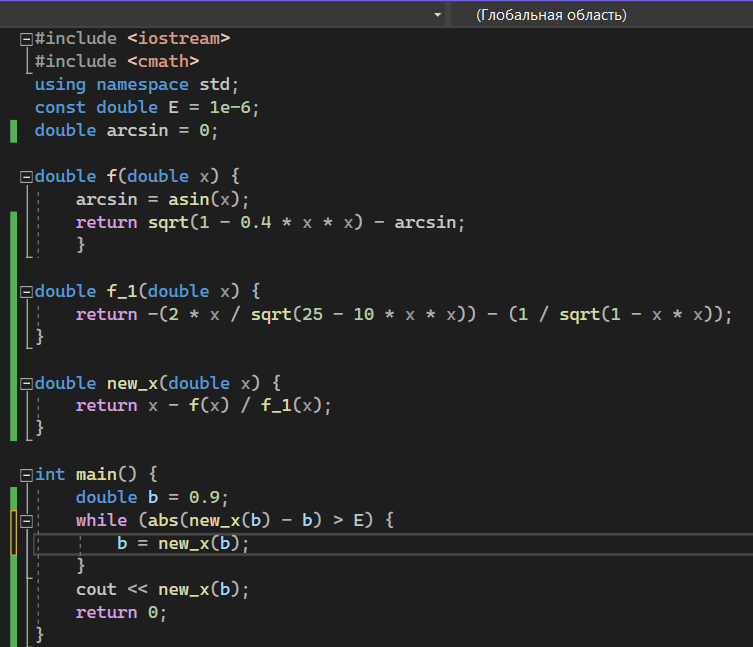 (Глобальная область)
#include <iostream>
#include <cmath>
using namespace std;
const double E = 1e-6;
double arcsin = 0;
double f(double x) {
arcsin = asin(x);
return sqrt(1 - 0.4 * x * x) - arcsin;
}
double f_1(double x) {
return -(2 * x / sqrt(25 - 10 * x * x)) - (1 / sqrt(1 - x * x));
}
double new_x(double x) {
return x - f(x) / f_1(x);
}
int main() {
double b = 0.9;
while (abs(new_x(b) - b) > E) {
b = new_x(b);
}
cout << new_x(b);
return 0;
}